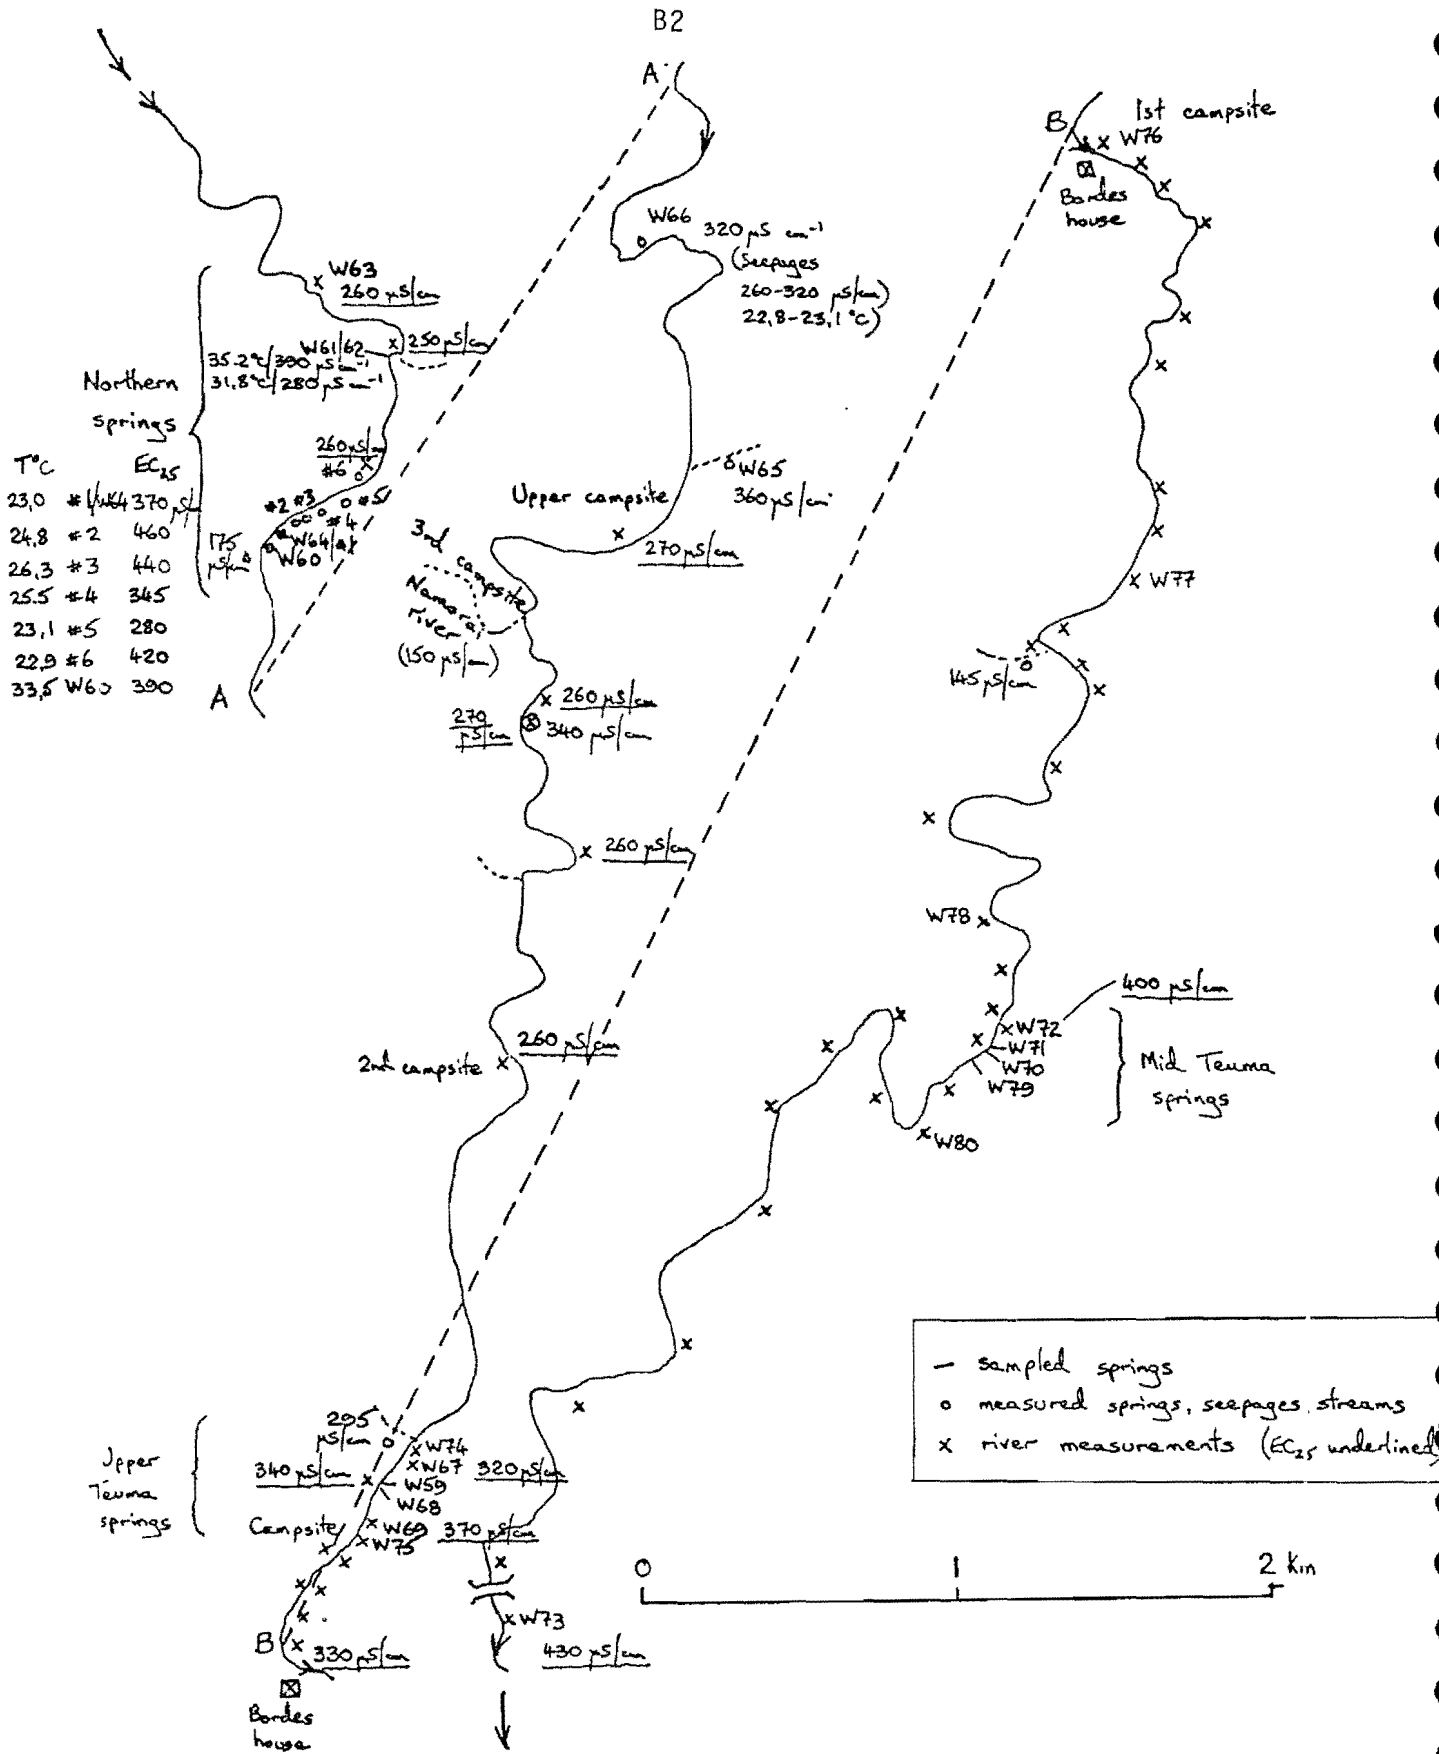 B2
A
W66
320 µS cm⁻¹
(Seepages
260-320 µS/cm)
22,8-23,1 °C)
W63
260 µS/cm
W61/62
250 µS/cm
35.2°C/390 µS cm⁻¹
31.8°C/280 µS cm⁻¹
Northern
springs
260 µS/cm
#6
#2 #3
#5
#4
W64/#1
W60
175
µS/cm
T°C EC₂₅
23,0 #1/W64 370 µS/cm
24,8 #2 460
26,3 #3 440
25.5 #4 345
23,1 #5 280
22,9 #6 420
33,5 W60 390
A
W65
360 µS/cm
Upper campsite
270 µS/cm
3rd campsite
Namorai
river
(150 µS/cm)
260 µS/cm
270
µS/cm
340 µS/cm
260 µS/cm
2nd campsite
260 µS/cm
295
µS/cm
W74
W67
340 µS/cm
W59
320 µS/cm
W68
Upper
Teuma
springs
Campsite
W69
W75
370 µS/cm
B
330 µS/cm
Bordes
house
W73
430 µS/cm
B
1st campsite
W76
Bordes
house
W77
145 µS/cm
W78
400 µS/cm
W72
W71
W70
W79
W80
Mid Teuma
springs
– sampled springs
o measured springs, seepages, streams
x river measurements (EC₂₅ underlined)
0 1 2 km